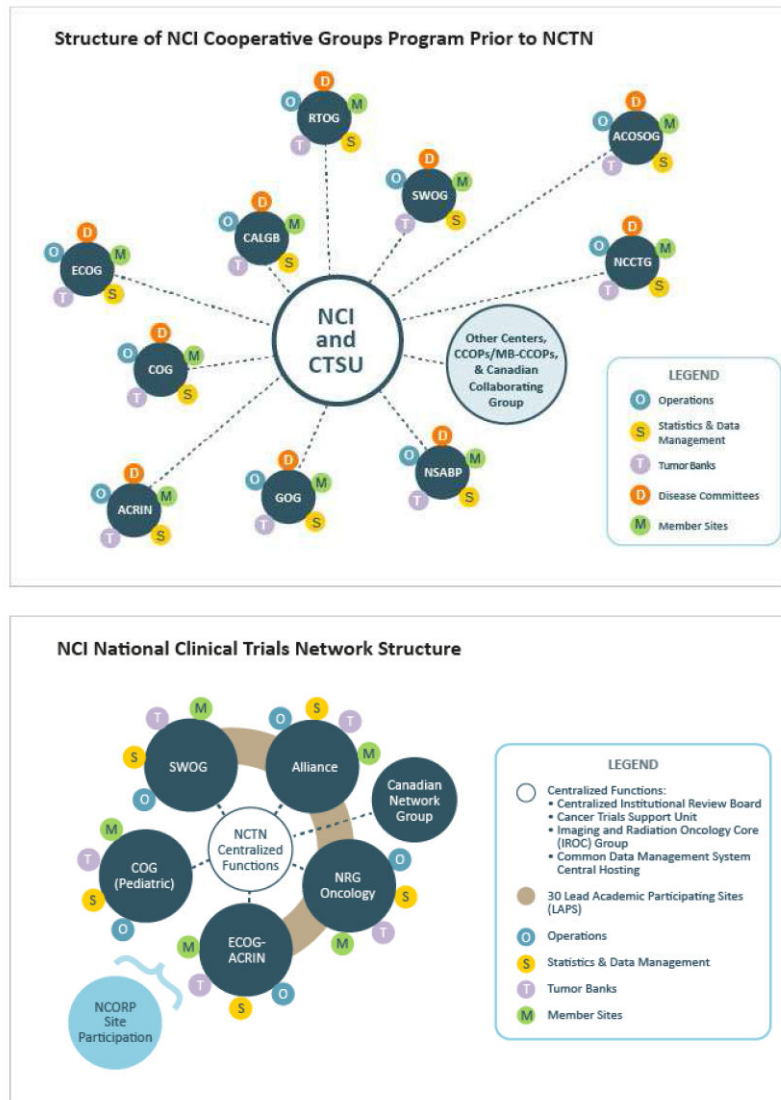 Structure of NCI Cooperative Groups Program Prior to NCTN
D
O
M
RTOG
T
S
D
O
M
ACOSOG
T
S
D
O
M
SWOG
T
S
D
O
M
CALGB
T
S
D
O
M
ECOG
T
S
D
O
M
NCCTG
T
S
NCI
and
CTSU
Other Centers,
CCOPs/MB-CCOPs,
& Canadian
Collaborating
Group
D
O
M
COG
T
S
D
O
M
ACRIN
T
S
D
O
M
GOG
T
S
D
O
M
NSABP
T
S
LEGEND
O Operations
S Statistics & Data
Management
T Tumor Banks
D Disease Committees
M Member Sites
NCI National Clinical Trials Network Structure
T
M
S
SWOG
O
O
S
T
Alliance
M
Canadian
Network
Group
NCTN
Centralized
Functions
M
T
COG
(Pediatric)
S
O
NRG
Oncology
O
S
T
M
M
ECOG-
ACRIN
T
S
O
NCORP
Site
Participation
LEGEND
Centralized Functions:
• Centralized Institutional Review Board
• Cancer Trials Support Unit
• Imaging and Radiation Oncology Core
(IROC) Group
• Common Data Management System
Central Hosting
30 Lead Academic Participating Sites
(LAPS)
O Operations
S Statistics & Data Management
T Tumor Banks
M Member Sites